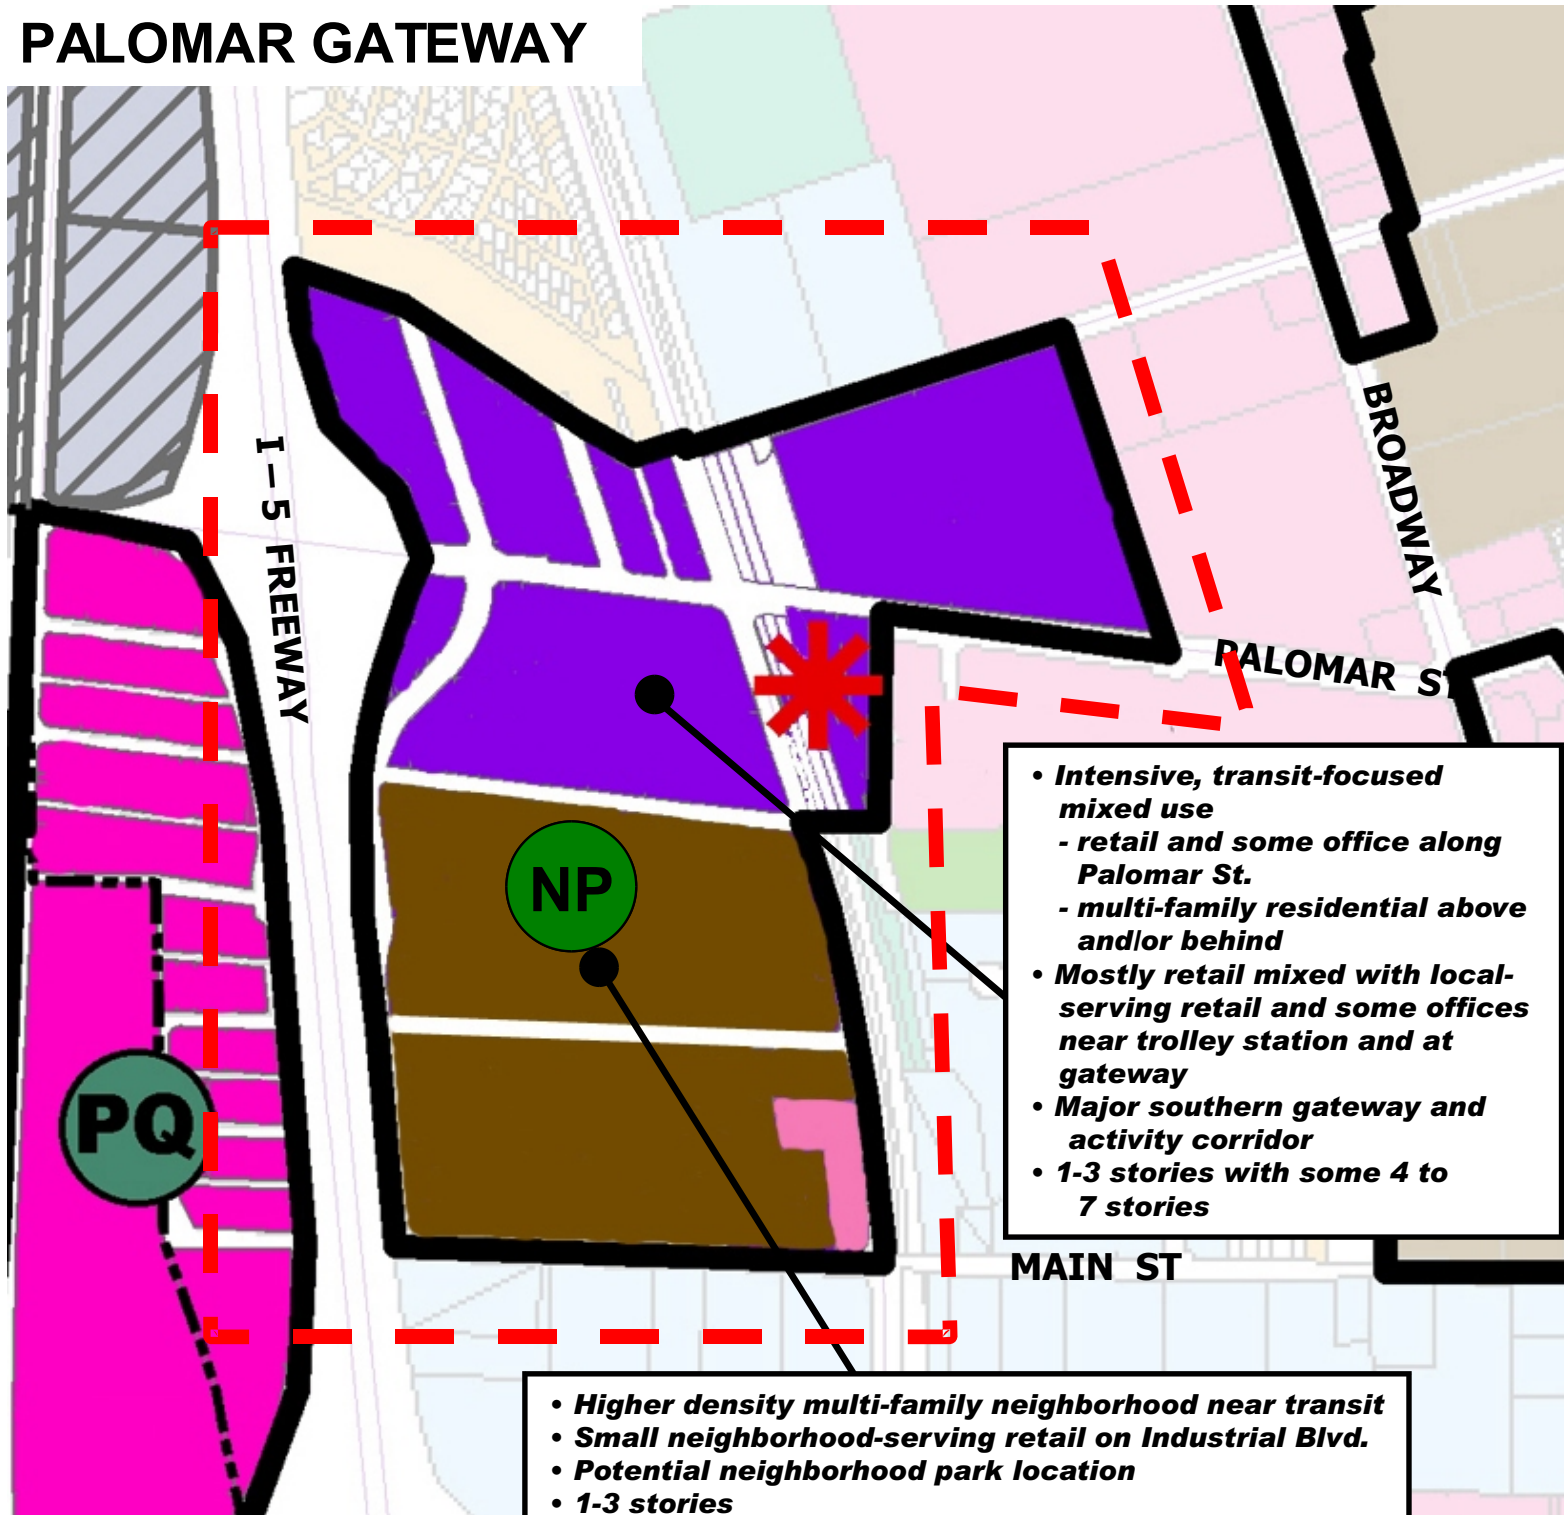 PALOMAR GATEWAY
I-5 FREEWAY
BROADWAY
PALOMAR ST
NP
PQ
• Intensive, transit-focused
mixed use
- retail and some office along
Palomar St.
- multi-family residential above
and/or behind
• Mostly retail mixed with local-
serving retail and some offices
near trolley station and at
gateway
• Major southern gateway and
activity corridor
• 1-3 stories with some 4 to
7 stories
MAIN ST
• Higher density multi-family neighborhood near transit
• Small neighborhood-serving retail on Industrial Blvd.
• Potential neighborhood park location
• 1-3 stories